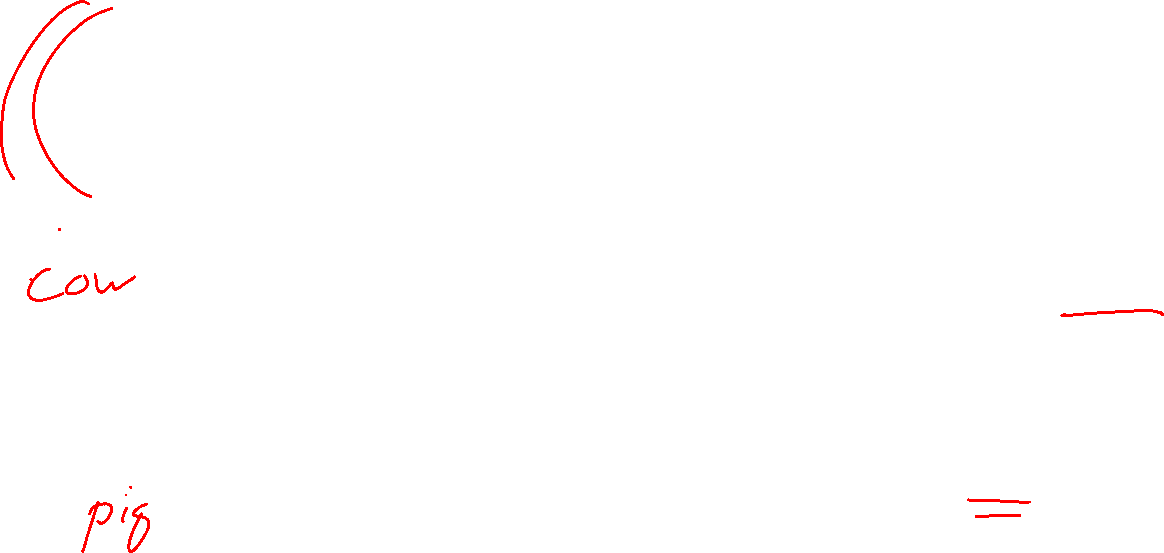 ((
cow
—
pig =